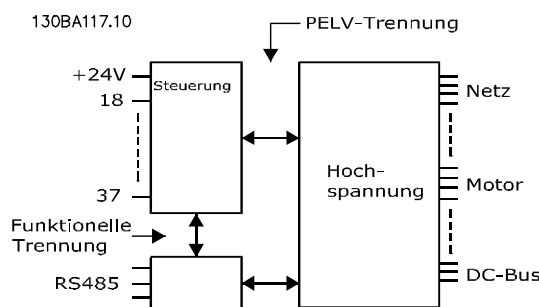 130BA117.10
PELV-Trennung
+24V
Steuerung
18
Netz
Hoch-
spannung
37
Motor
Funktionelle
Trennung
RS485
DC-Bus